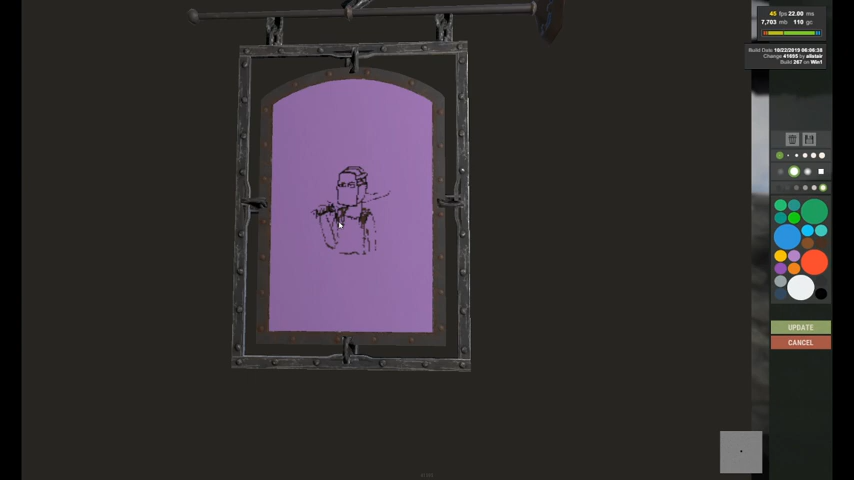 45 fps 22.00 ms
7,703 mb 110 gc
Build Date 10/22/2019 06:06:38
Change 41695 by alistair
Build 267 on Win1
UPDATE
CANCEL